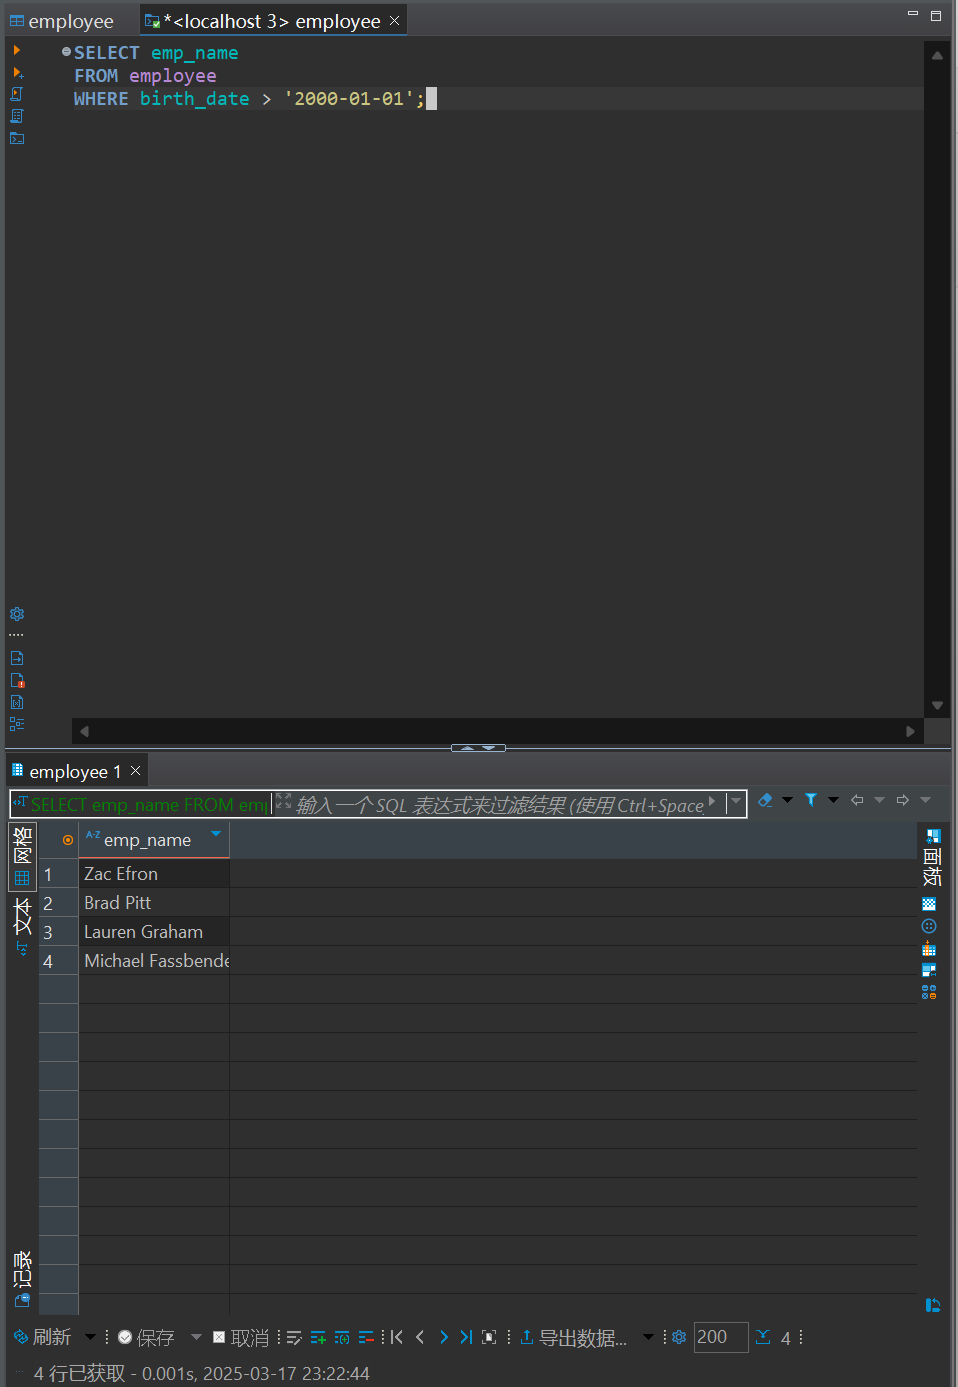 employee
*<localhost 3> employee
SELECT emp_name
FROM employee
WHERE birth_date > '2000-01-01';
employee 1
SELECT emp_name FROM emp
输入一个 SQL 表达式来过滤结果 (使用 Ctrl+Space
网格
文本
记录
面板
A-Z emp_name
1 Zac Efron
2 Brad Pitt
3 Lauren Graham
4 Michael Fassbende
刷新 保存 取消 导出数据... 200 4
4 行已获取 - 0.001s, 2025-03-17 23:22:44